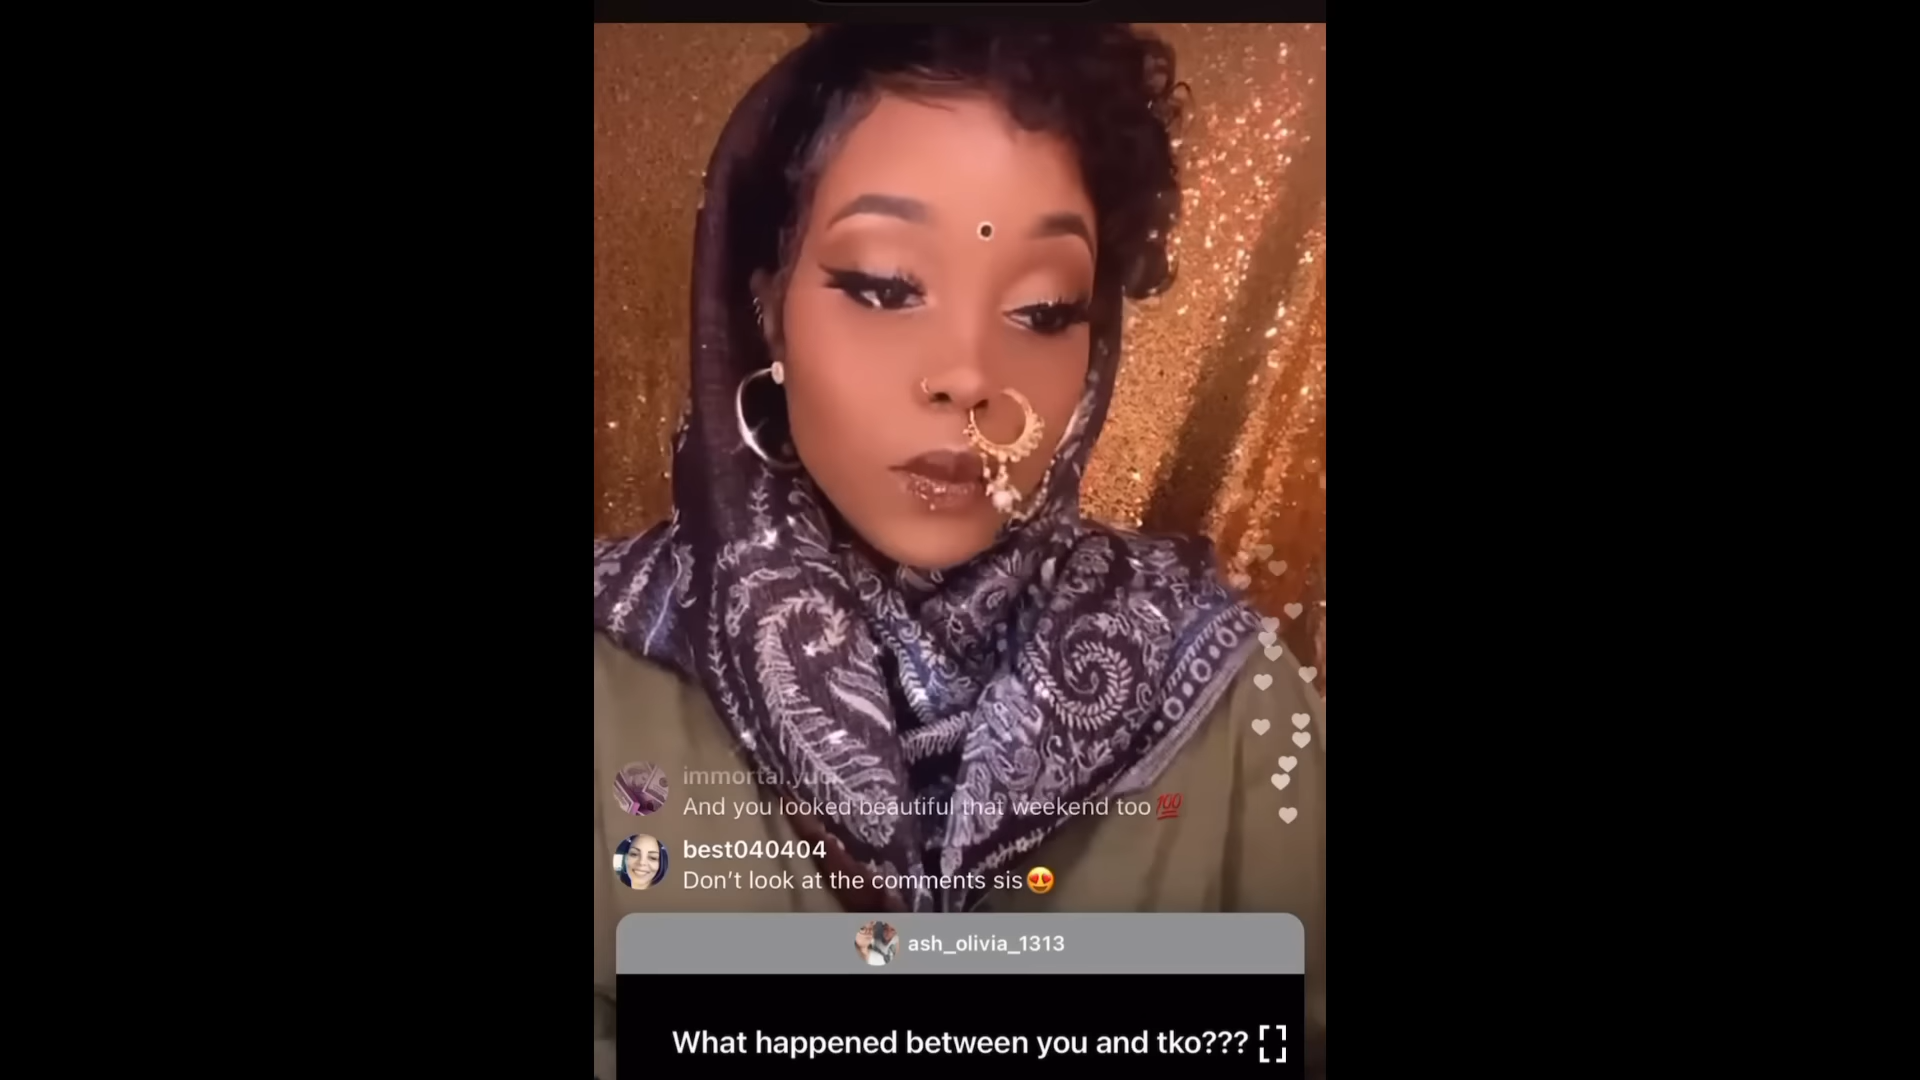 immortal.yuck
And you looked beautiful that weekend too 💯
best040404
Don’t look at the comments sis😍
ash_olivia_1313
What happened between you and tko???